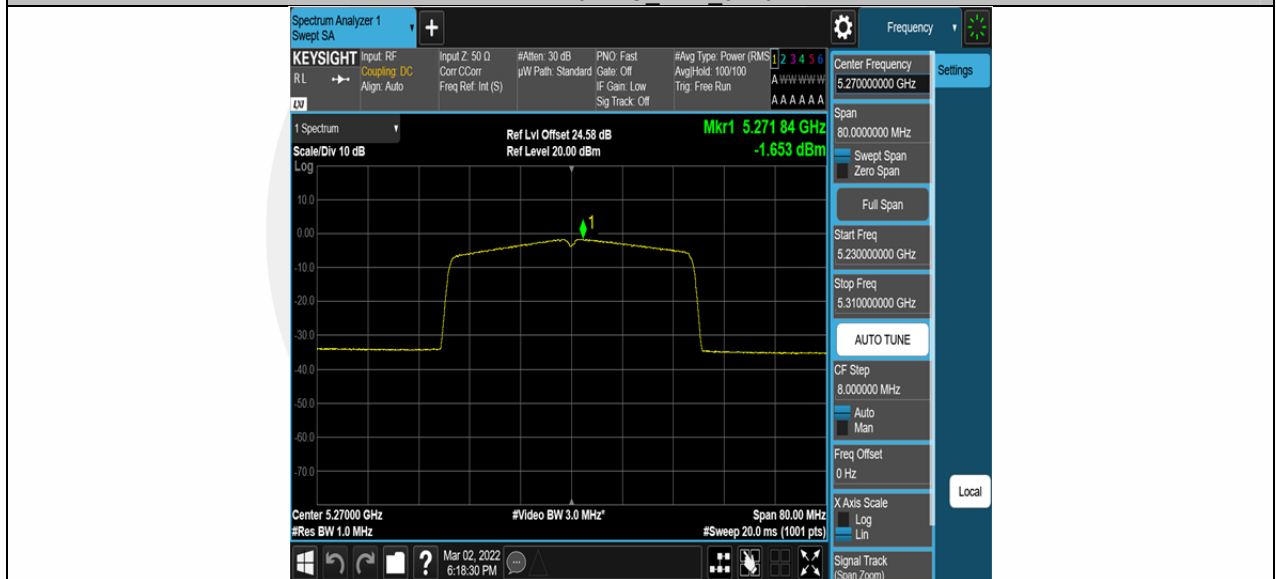 Spectrum Analyzer 1
Swept SA
+
Frequency
KEYSIGHT
RL
LXI
Input: RF
Coupling: DC
Align: Auto
Input Z: 50 Ω
Corr CCorr
Freq Ref: Int (S)
#Atten: 30 dB
µW Path: Standard
PNO: Fast
Gate: Off
IF Gain: Low
Sig Track: Off
#Avg Type: Power (RMS
Avg|Hold: 100/100
Trig: Free Run
1 2 3 4 5 6
A W W W W W
A A A A A A
1 Spectrum
Scale/Div 10 dB
Log
Ref Lvl Offset 24.58 dB
Ref Level 20.00 dBm
Mkr1 5.271 84 GHz
-1.653 dBm
10.0
0.00
-10.0
-20.0
-30.0
-40.0
-50.0
-60.0
-70.0
1
Center 5.27000 GHz
#Res BW 1.0 MHz
#Video BW 3.0 MHz*
Span 80.00 MHz
#Sweep 20.0 ms (1001 pts)
Center Frequency
5.270000000 GHz
Span
80.0000000 MHz
Swept Span
Zero Span
Full Span
Start Freq
5.230000000 GHz
Stop Freq
5.310000000 GHz
AUTO TUNE
CF Step
8.000000 MHz
Auto
Man
Freq Offset
0 Hz
X Axis Scale
Log
Lin
Signal Track
(Span Zoom)
Settings
Local
?
Mar 02, 2022
6:18:30 PM